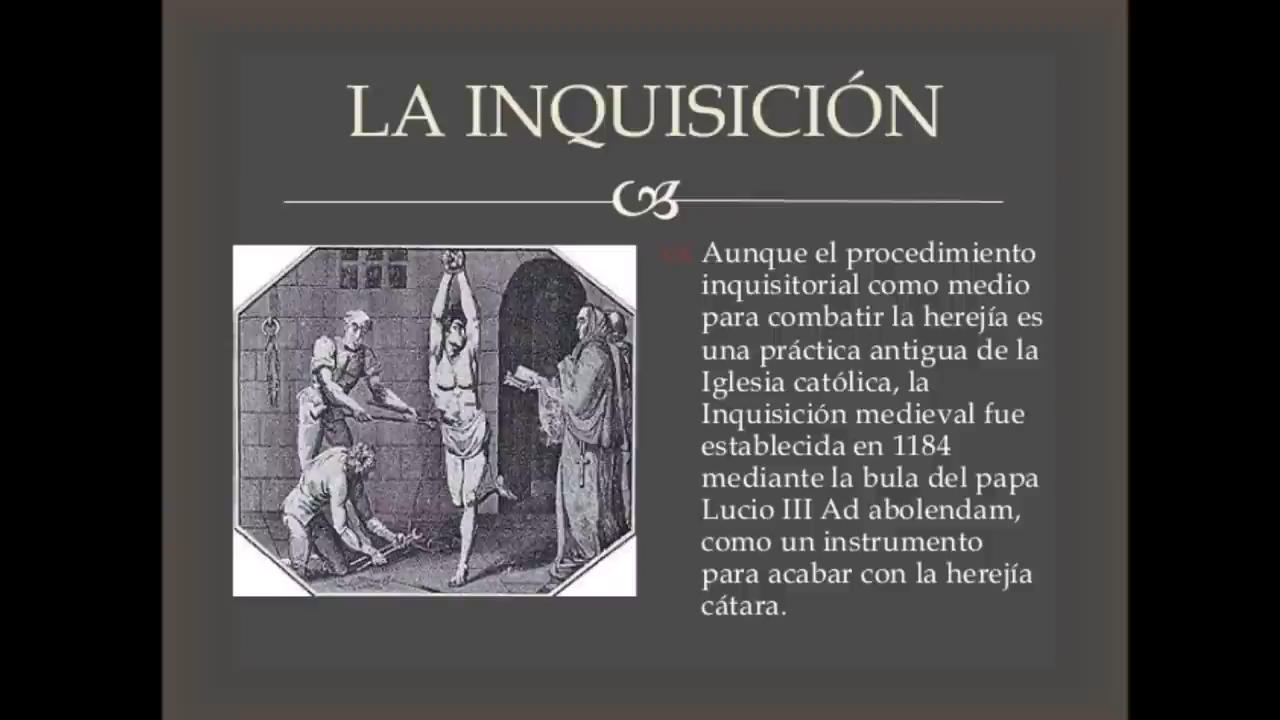 LA INQUISICIÓN
Aunque el procedimiento
inquisitorial como medio
para combatir la herejía es
una práctica antigua de la
Iglesia católica, la
Inquisición medieval fue
establecida en 1184
mediante la bula del papa
Lucio III Ad abolendam,
como un instrumento
para acabar con la herejía
cátara.